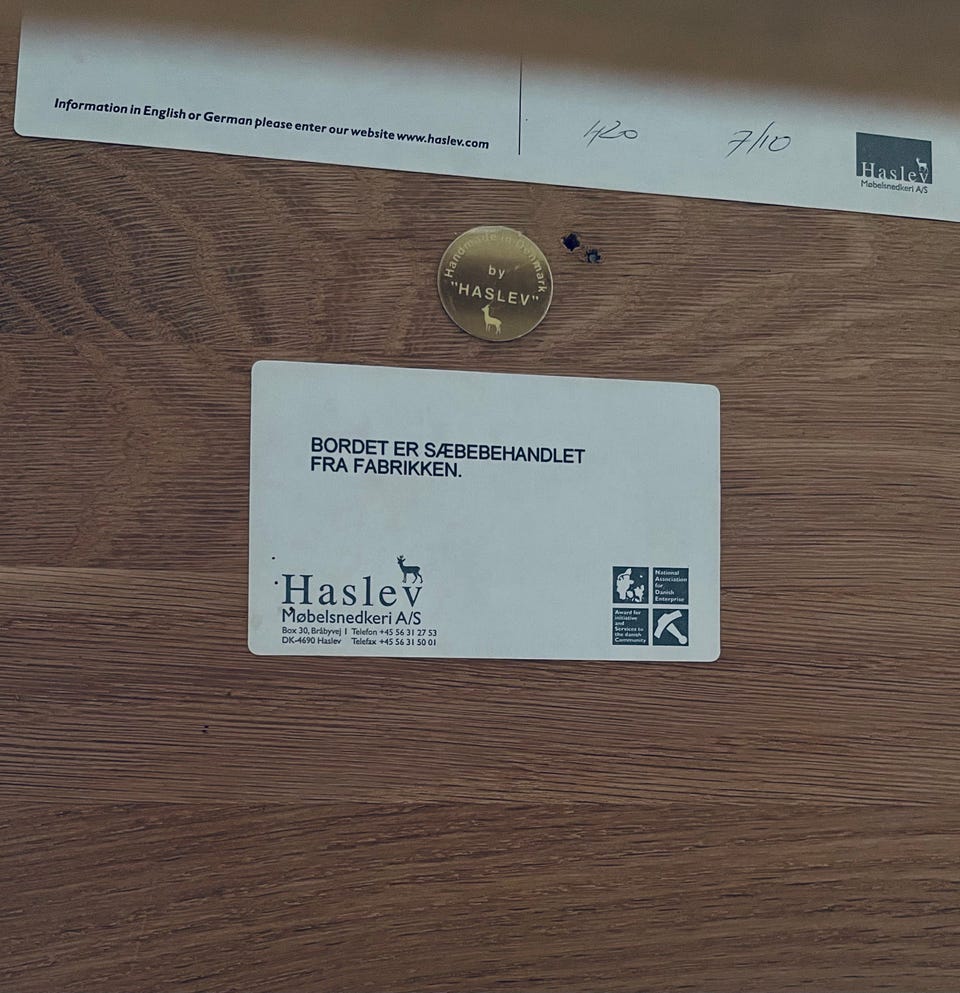 Information in English or German please enter our website www.haslev.com
420
7/10
Haslev
Møbelsnedkeri A/S
Handmade in Denmark
by
"HASLEV"
BORDET ER SÆBEBEHANDLET
FRA FABRIKKEN.
Haslev
Møbelsnedkeri A/S
Box 30, Bråbyvej 1 Telefon +45 56 31 27 53
DK-4690 Haslev Telefax +45 56 31 50 01
National
Association
for
Danish
Enterprise
Award for
initiative
and
Services to
the danish
Community